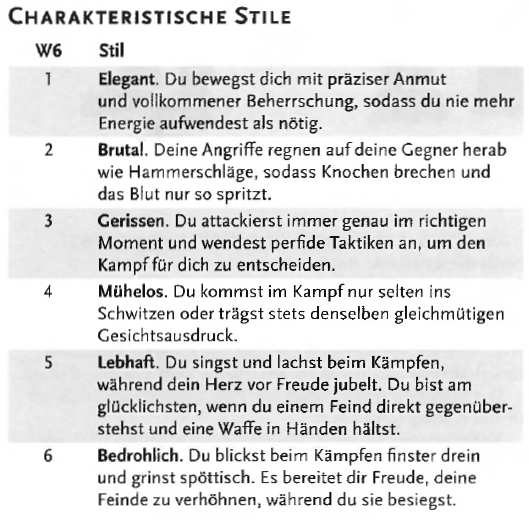 CHARAKTERISTISCHE STILE
W6 Stil
1 Elegant. Du bewegst dich mit präziser Anmut
und vollkommener Beherrschung, sodass du nie mehr
Energie aufwendest als nötig.
2 Brutal. Deine Angriffe regnen auf deine Gegner herab
wie Hammerschläge, sodass Knochen brechen und
das Blut nur so spritzt.
3 Gerissen. Du attackierst immer genau im richtigen
Moment und wendest perfide Taktiken an, um den
Kampf für dich zu entscheiden.
4 Mühelos. Du kommst im Kampf nur selten ins
Schwitzen oder trägst stets denselben gleichmütigen
Gesichtsausdruck.
5 Lebhaft. Du singst und lachst beim Kämpfen,
während dein Herz vor Freude jubelt. Du bist am
glücklichsten, wenn du einem Feind direkt gegenüber-
stehst und eine Waffe in Händen hältst.
6 Bedrohlich. Du blickst beim Kämpfen finster drein
und grinst spöttisch. Es bereitet dir Freude, deine
Feinde zu verhöhnen, während du sie besiegst.